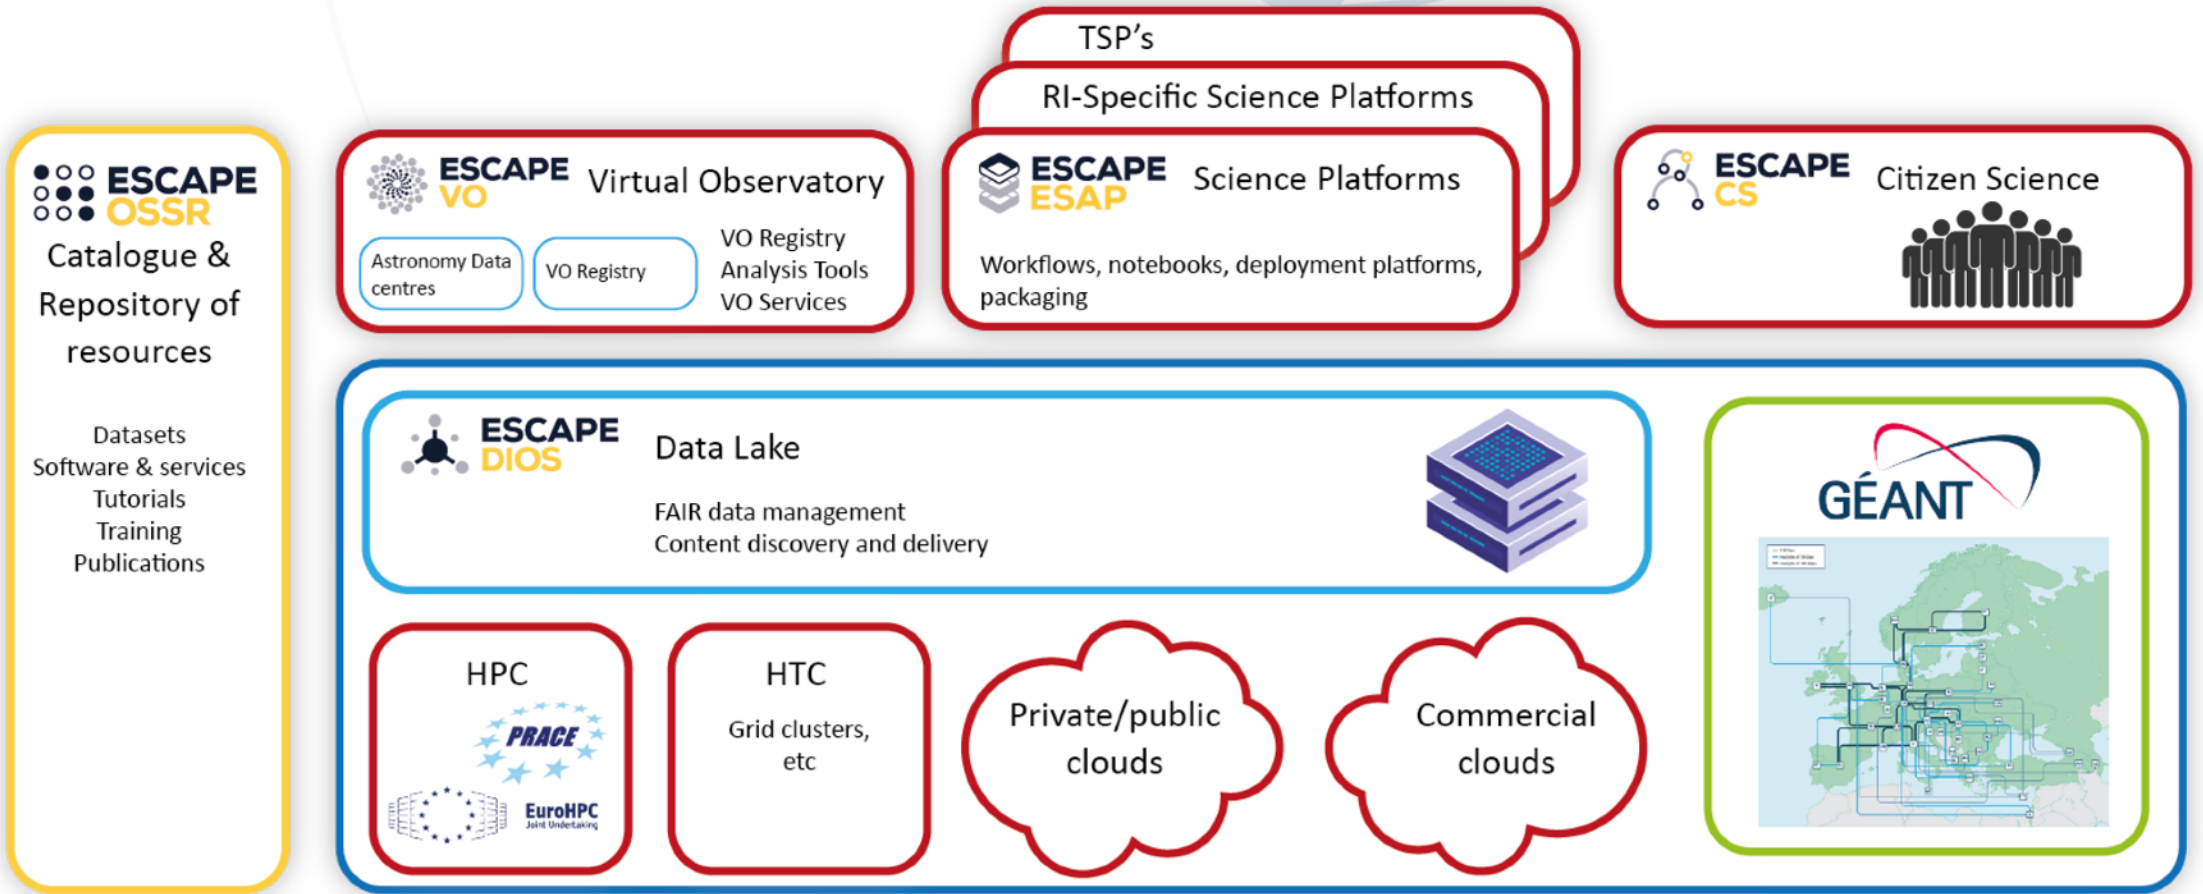 ESCAPE
OSSR
Catalogue &
Repository of
resources
Datasets
Software & services
Tutorials
Training
Publications
ESCAPE
VO
Virtual Observatory
Astronomy Data
centres
VO Registry
VO Registry
Analysis Tools
VO Services
TSP's
RI-Specific Science Platforms
ESCAPE
ESAP
Science Platforms
Workflows, notebooks, deployment platforms,
packaging
ESCAPE
CS
Citizen Science
ESCAPE
DIOS
Data Lake
FAIR data management
Content discovery and delivery
HPC
PRACE
EuroHPC
Joint Undertaking
HTC
Grid clusters,
etc
Private/public
clouds
Commercial
clouds
GÉANT